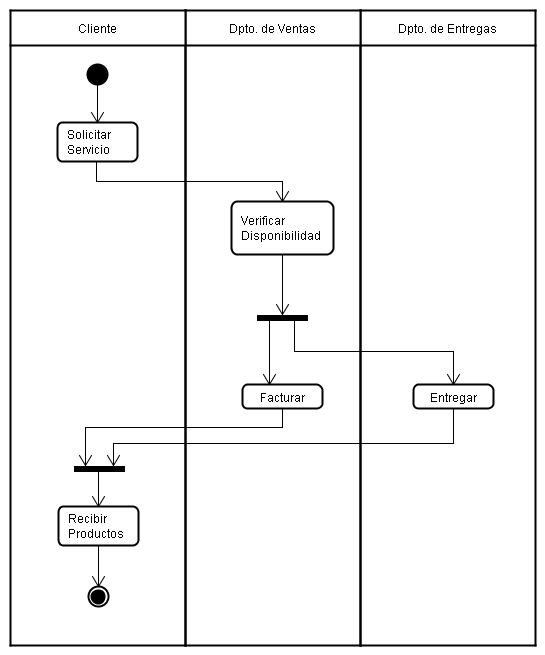 Cliente
Dpto. de Ventas
Dpto. de Entregas
Solicitar
Servicio
Verificar
Disponibilidad
Facturar
Entregar
Recibir
Productos